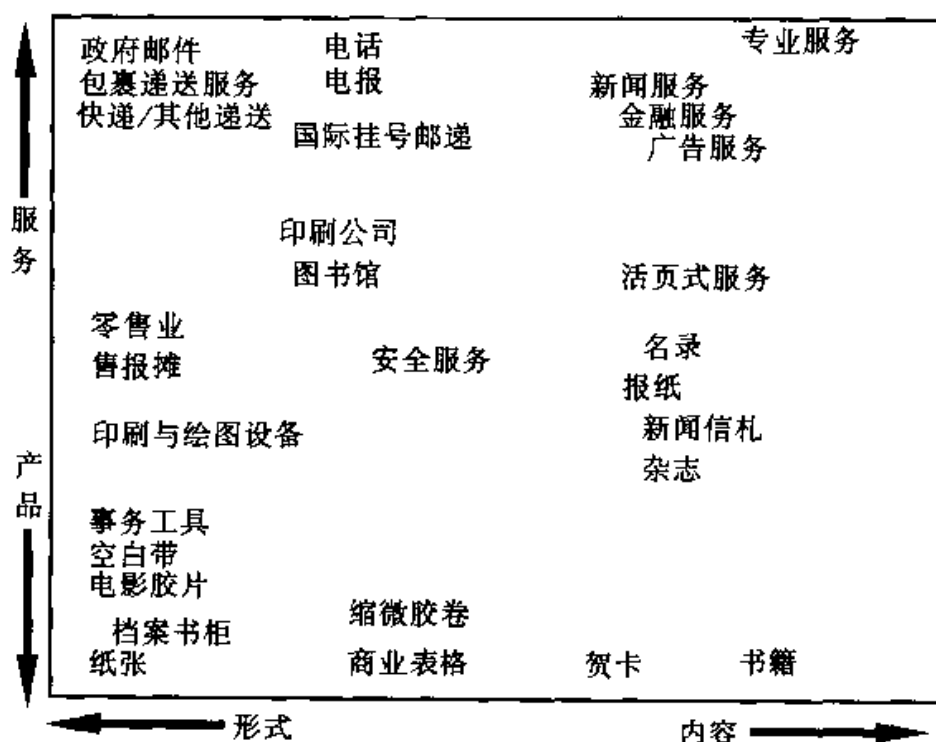 政府邮件
电话
专业服务
包裹递送服务
电报
新闻服务
快递/其他递送
金融服务
国际挂号邮递
广告服务
服务
印刷公司
图书馆
活页式服务
零售业
名录
售报摊
安全服务
报纸
印刷与绘图设备
新闻信札
产品
杂志
事务工具
空白带
电影胶片
缩微胶卷
档案书柜
纸张
商业表格
贺卡
书籍
形式
内容